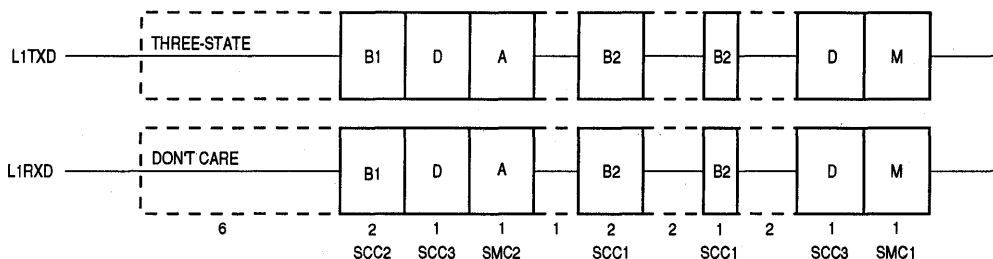 L1TXD THREE-STATE B1 D A B2 B2 D M
L1RXD DON'T CARE B1 D A B2 B2 D M
6 2 1 1 1 2 2 1 2 1 1
SCC2 SCC3 SMC2 SCC1 SCC1 SCC3 SMC1